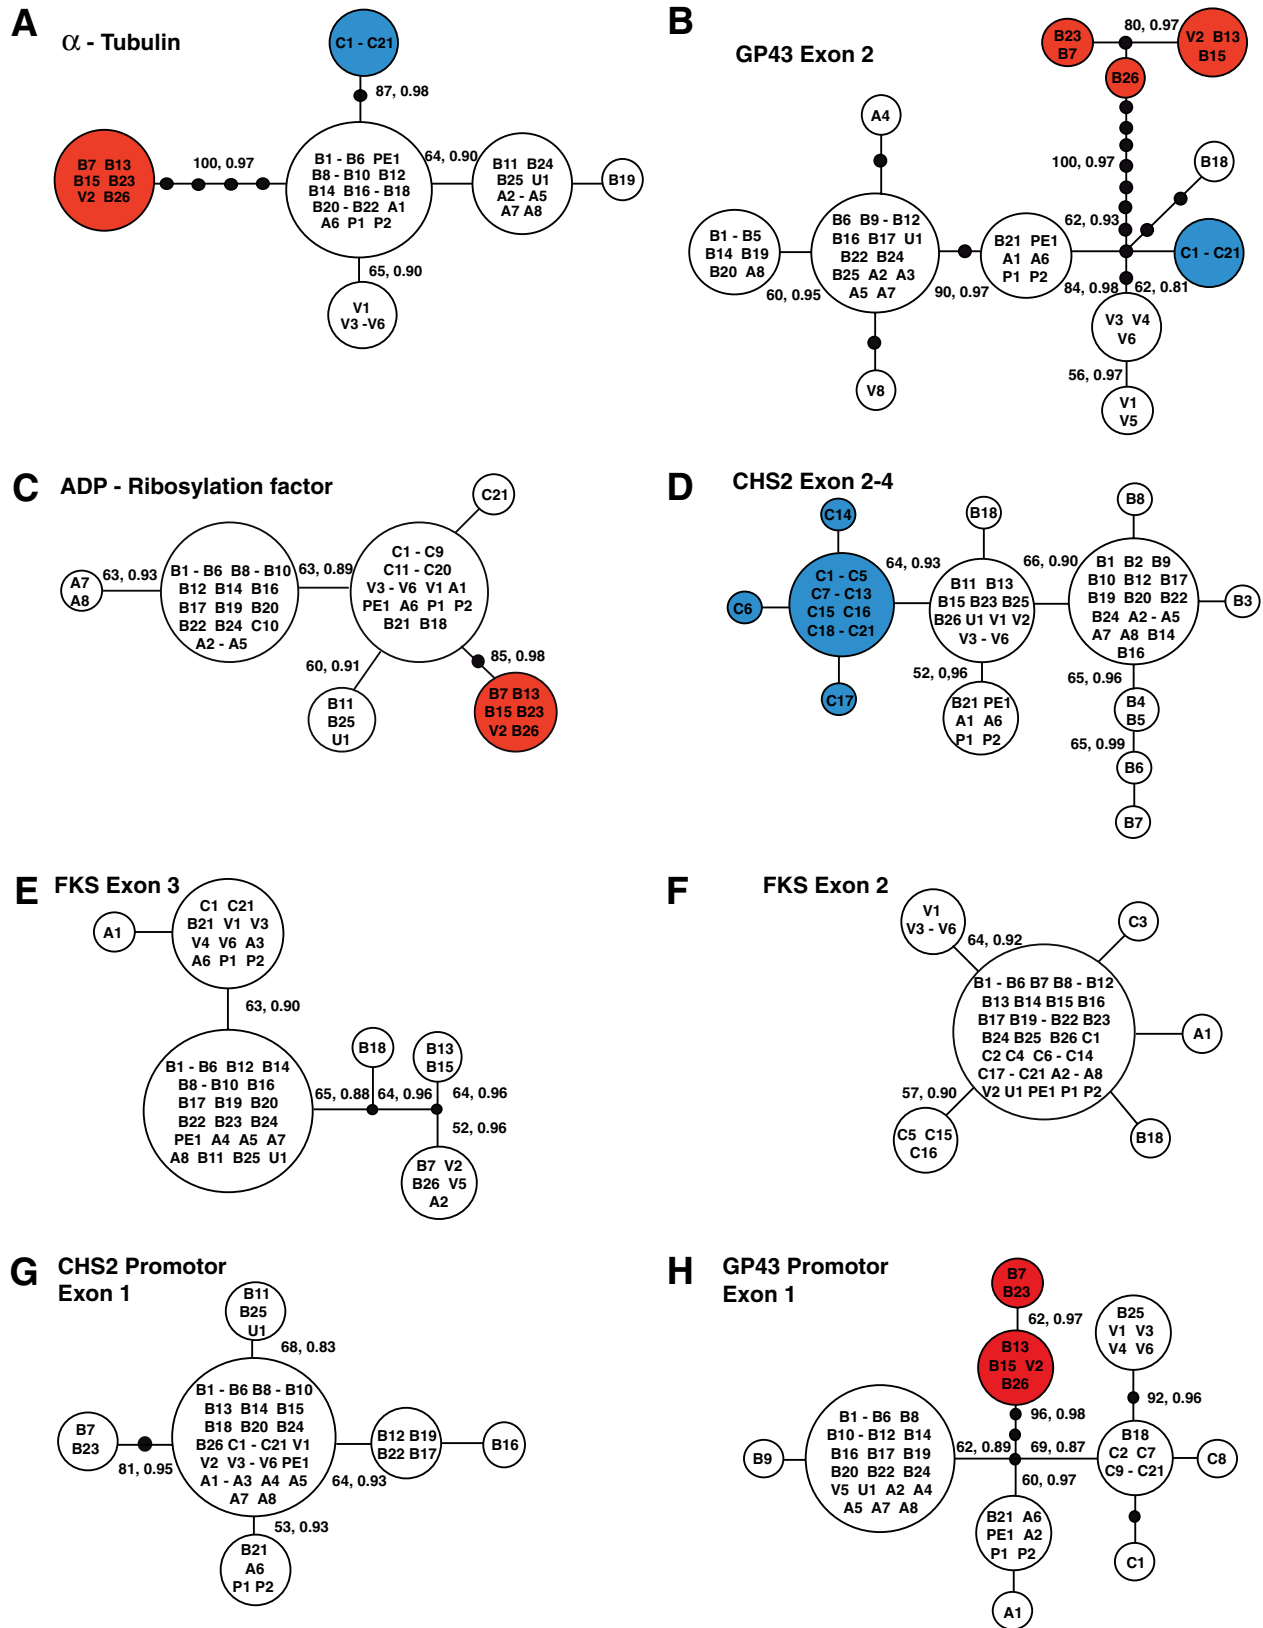 A
α - Tubulin
C1 - C21
87, 0.98
B7 B13
B15 B23
V2 B26
100, 0.97
B1 - B6 PE1
B8 - B10 B12
B14 B16 - B18
B20 - B22 A1
A6 P1 P2
64, 0.90
B11 B24
B25 U1
A2 - A5
A7 A8
B19
65, 0.90
V1
V3 -V6
B
GP43 Exon 2
B23
B7
80, 0.97
V2 B13
B15
B26
A4
100, 0.97
B18
B1 - B5
B14 B19
B20 A8
60, 0.95
B6 B9 - B12
B16 B17 U1
B22 B24
B25 A2 A3
A5 A7
90, 0.97
B21 PE1
A1 A6
P1 P2
62, 0.93
C1 - C21
84, 0.98
62, 0.81
V3 V4
V6
V8
56, 0.97
V1
V5
C
ADP - Ribosylation factor
C21
A7
A8
63, 0.93
B1 - B6 B8 - B10
B12 B14 B16
B17 B19 B20
B22 B24 C10
A2 - A5
63, 0.89
C1 - C9
C11 - C20
V3 - V6 V1 A1
PE1 A6 P1 P2
B21 B18
60, 0.91
85, 0.98
B11
B25
U1
B7 B13
B15 B23
V2 B26
D
CHS2 Exon 2-4
C14
C6
C1 - C5
C7 - C13
C15 C16
C18 - C21
C17
64, 0.93
B18
B11 B13
B15 B23 B25
B26 U1 V1 V2
V3 - V6
52, 0,96
B21 PE1
A1 A6
P1 P2
66, 0.90
B8
B1 B2 B9
B10 B12 B17
B19 B20 B22
B24 A2 - A5
A7 A8 B14
B16
B3
65, 0.96
B4
B5
65, 0.99
B6
B7
E
FKS Exon 3
A1
C1 C21
B21 V1 V3
V4 V6 A3
A6 P1 P2
63, 0.90
B1 - B6 B12 B14
B8 - B10 B16
B17 B19 B20
B22 B23 B24
PE1 A4 A5 A7
A8 B11 B25 U1
65, 0.88
B18
64, 0.96
B13
B15
64, 0.96
52, 0.96
B7 V2
B26 V5
A2
F
FKS Exon 2
V1
V3 - V6
64, 0.92
C3
B1 - B6 B7 B8 - B12
B13 B14 B15 B16
B17 B19 - B22 B23
B24 B25 B26 C1
C2 C4 C6 - C14
C17 - C21 A2 - A8
V2 U1 PE1 P1 P2
A1
57, 0.90
C5 C15
C16
B18
G
CHS2 Promotor
Exon 1
B11
B25
U1
68, 0.83
B7
B23
81, 0.95
B1 - B6 B8 - B10
B13 B14 B15
B18 B20 B24
B26 C1 - C21 V1
V2 V3 - V6 PE1
A1 - A3 A4 A5
A7 A8
B12 B19
B22 B17
64, 0.93
B16
53, 0.93
B21
A6
P1 P2
H
GP43 Promotor
Exon 1
B7
B23
62, 0.97
B13
B15 V2
B26
96, 0.98
B25
V1 V3
V4 V6
92, 0.96
B9
B1 - B6 B8
B10 - B12 B14
B16 B17 B19
B20 B22 B24
V5 U1 A2 A4
A5 A7 A8
62, 0.89
69, 0.87
B18
C2 C7
C9 - C21
C8
60, 0.97
B21 A6
PE1 A2
P1 P2
C1
A1